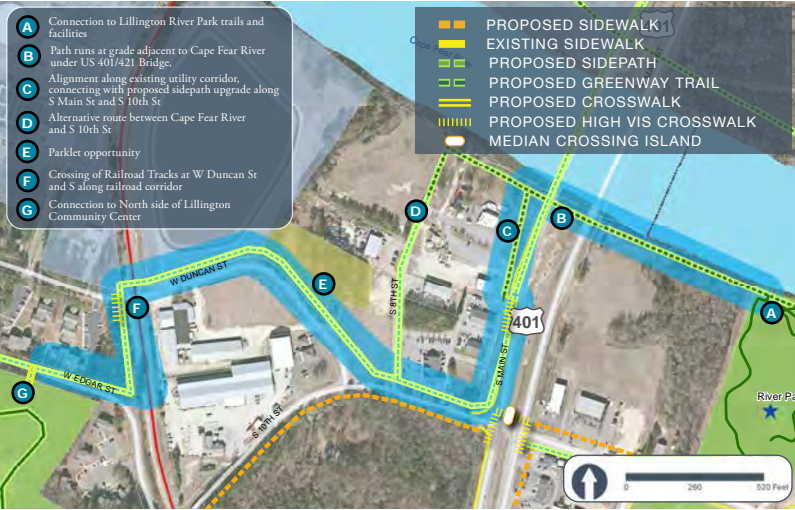 A Connection to Lillington River Park trails and
facilities
B Path runs at grade adjacent to Cape Fear River
under US 401/421 Bridge,
C Alignment along existing utility corridor,
connecting with proposed sidepath upgrade along
S Main St and S 10th St
D Alternative route between Cape Fear River
and S 10th St
E Parklet opportunity
F Crossing of Railroad Tracks at W Duncan St
and S along railroad corridor
G Connection to North side of Lillington
Community Center
PROPOSED SIDEWALK
EXISTING SIDEWALK
PROPOSED SIDEPATH
PROPOSED GREENWAY TRAIL
PROPOSED CROSSWALK
PROPOSED HIGH VIS CROSSWALK
MEDIAN CROSSING ISLAND
401
Cape Fear River
D
B
C
W DUNCAN ST
E
S 8TH ST
F
A
401
S MAIN ST
W EDGAR ST
G
River Pa
S 10TH ST
0 260 520 Feet